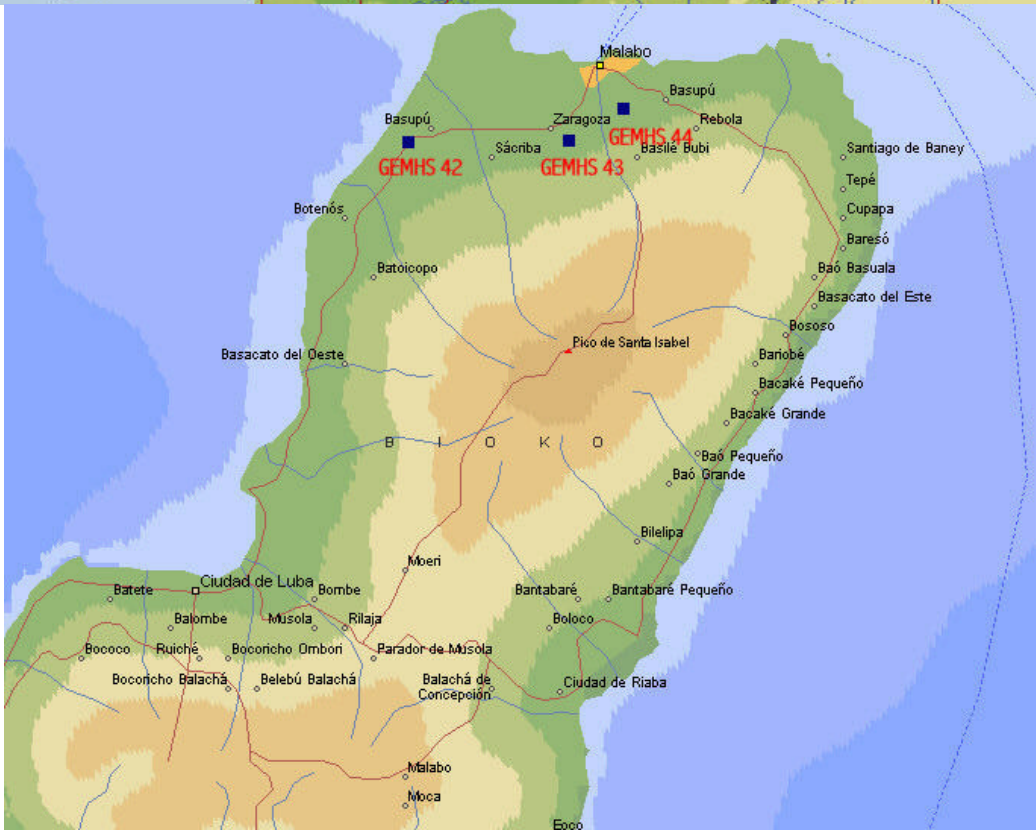 Malabo
Basupú
Basupú
Zaragoza
Rebola
GEMHS 44
Sácriba
Basilé Bubi
Santiago de Baney
GEMHS 42
GEMHS 43
Tepé
Botenós
Cupapa
Baresó
Batoicopo
Baó Basuala
Basacato del Este
Bososo
Pico de Santa Isabel
Basacato del Oeste
Bariobé
Bacaké Pequeño
Bacaké Grande
B I O K O
Baó Pequeño
Baó Grande
Bilelipa
Moeri
Ciudad de Luba
Batete
Bombe
Bantabaré
Bantabaré Pequeño
Balombe
Musola
Rilaja
Boloco
Bococo
Ruiché
Bocoricho Ombori
Parador de Musola
Bocoricho Balachá
Belebú Balachá
Balachá de
Concepción
Ciudad de Riaba
Malabo
Moca